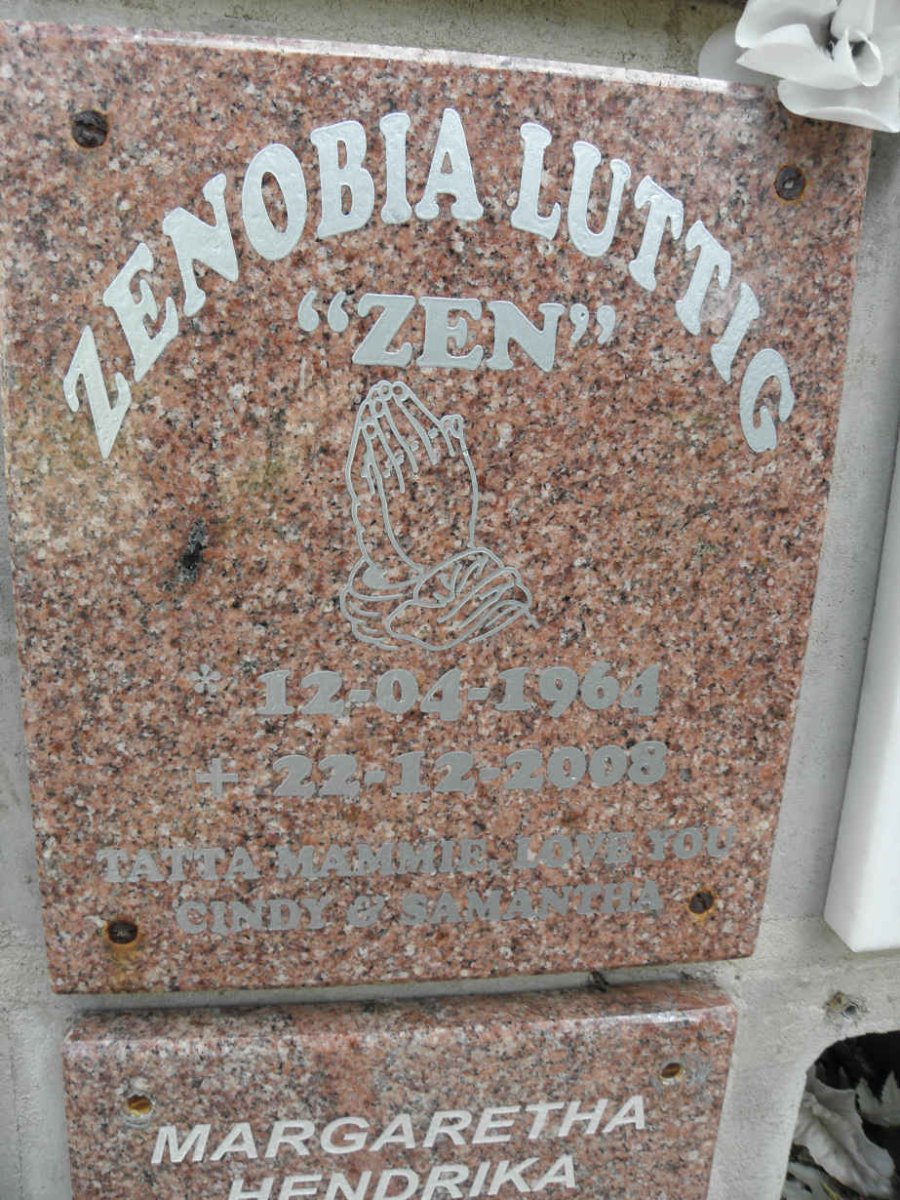 ZENOBIA LUTTIG
“ZEN”
* 12-04-1964
+ 22-12-2008
TATTA MAMMIE, LOVE YOU
CINDY & SAMANTHA
MARGARETHA
HENDRIKA